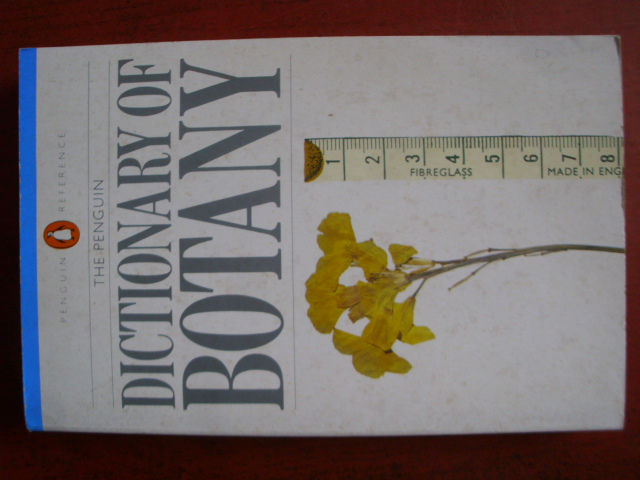 PENGUIN REFERENCE
THE PENGUIN
DICTIONARY OF
BOTANY
1 2 3 4 5 6 7 8
FIBREGLASS MADE IN ENG